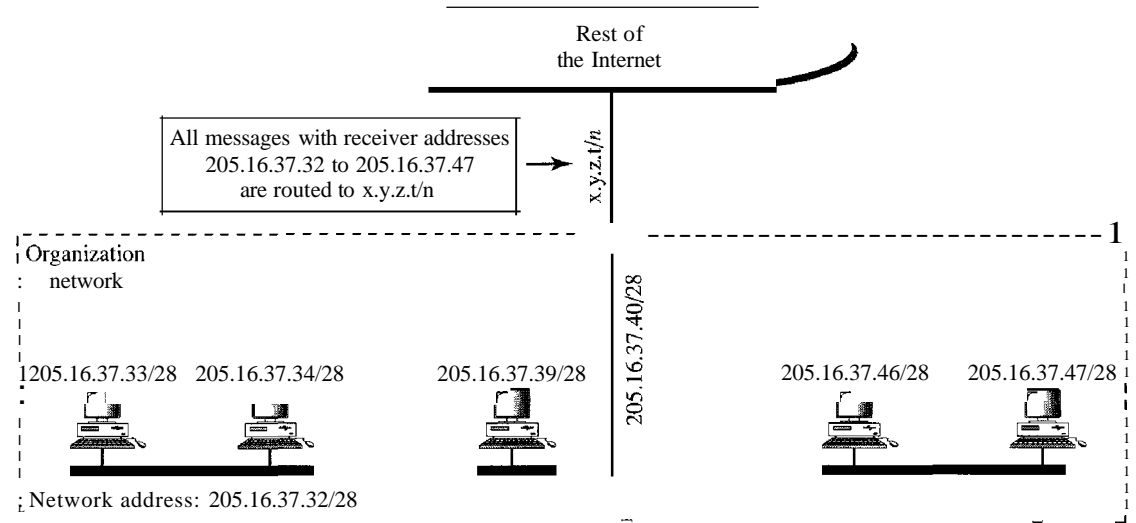 Rest of
the Internet
All messages with receiver addresses
205.16.37.32 to 205.16.37.47
are routed to x.y.z.t/n
x.y.z.t/n
Organization
network
205.16.37.40/28
1205.16.37.33/28 205.16.37.34/28 205.16.37.39/28 205.16.37.46/28 205.16.37.47/28
Network address: 205.16.37.32/28